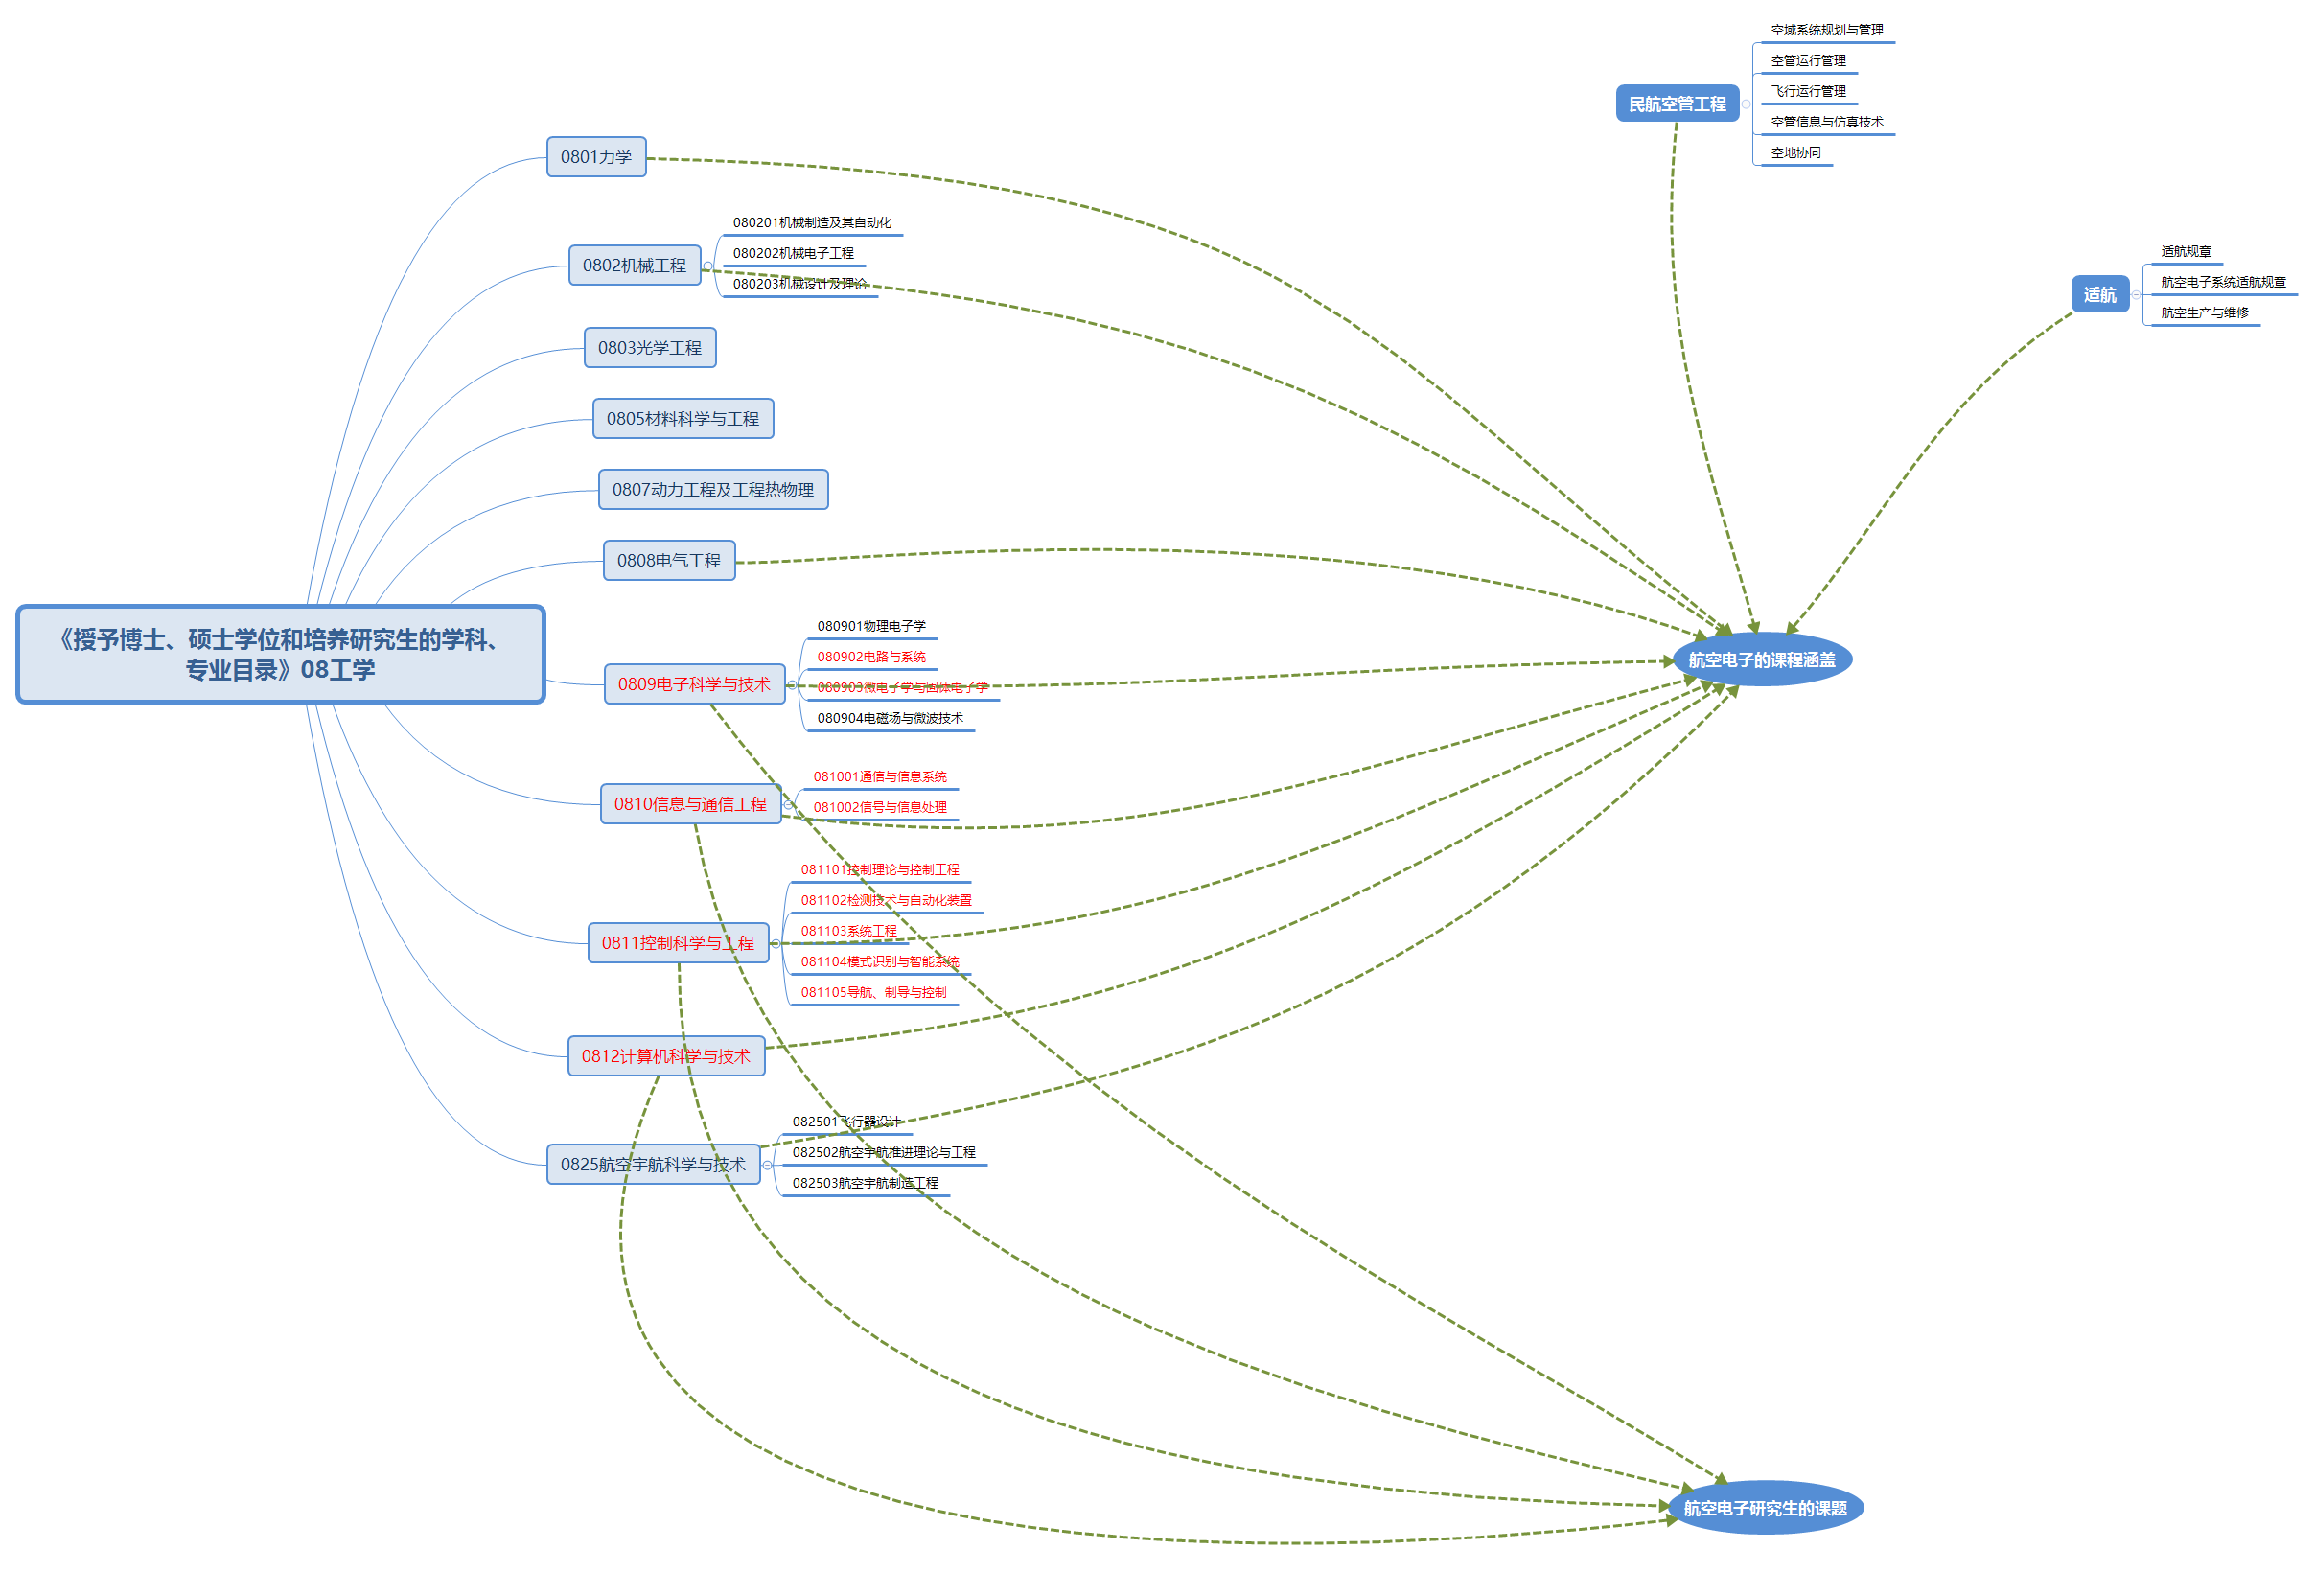 《授予博士、硕士学位和培养研究生的学科、
专业目录》08工学
0801力学
0802机械工程
080201机械制造及其自动化
080202机械电子工程
080203机械设计及理论
0803光学工程
0805材料科学与工程
0807动力工程及工程热物理
0808电气工程
0809电子科学与技术
080901物理电子学
080902电路与系统
080903微电子学与固体电子学
080904电磁场与微波技术
0810信息与通信工程
081001通信与信息系统
081002信号与信息处理
0811控制科学与工程
081101控制理论与控制工程
081102检测技术与自动化装置
081103系统工程
081104模式识别与智能系统
081105导航、制导与控制
0812计算机科学与技术
0825航空宇航科学与技术
082501飞行器设计
082502航空宇航推进理论与工程
082503航空宇航制造工程
民航空管工程
空域系统规划与管理
空管运行管理
飞行运行管理
空管信息与仿真技术
空地协同
适航
适航规章
航空电子系统适航规章
航空生产与维修
航空电子的课程涵盖
航空电子研究生的课题